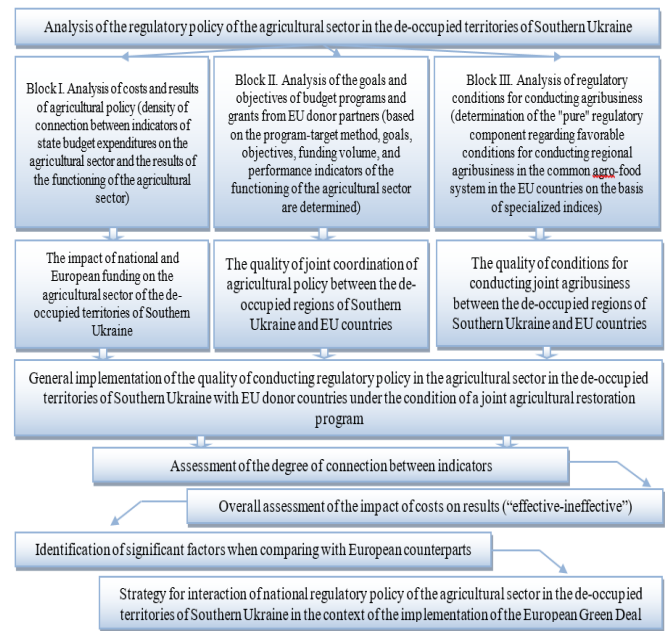 Analysis of the regulatory policy of the agricultural sector in the de-occupied territories of Southern Ukraine
Block I. Analysis of costs and results
of agricultural policy (density of
connection between indicators of
state budget expenditures on the
agricultural sector and the results of
the functioning of the agricultural
sector)
Block II. Analysis of the goals and
objectives of budget programs and
grants from EU donor partners (based
on the program-target method, goals,
objectives, funding volume, and
performance indicators of the
functioning of the agricultural sector
are determined)
Block III. Analysis of regulatory
conditions for conducting agribusiness
(determination of the "pure" regulatory
component regarding favorable
conditions for conducting regional
agribusiness in the common agro-food
system in the EU countries on the basis
of specialized indices)
The impact of national and
European funding on the
agricultural sector of the de-
occupied territories of Southern
Ukraine
The quality of joint coordination of
agricultural policy between the de-
occupied regions of Southern
Ukraine and EU countries
The quality of conditions for
conducting joint agribusiness
between the de-occupied regions of
Southern Ukraine and EU countries
General implementation of the quality of conducting regulatory policy in the agricultural sector in the de-occupied
territories of Southern Ukraine with EU donor countries under the condition of a joint agricultural restoration
program
Assessment of the degree of connection between indicators
Overall assessment of the impact of costs on results (“effective-ineffective”)
Identification of significant factors when comparing with European counterparts
Strategy for interaction of national regulatory policy of the agricultural sector in the de-occupied
territories of Southern Ukraine in the context of the implementation of the European Green Deal